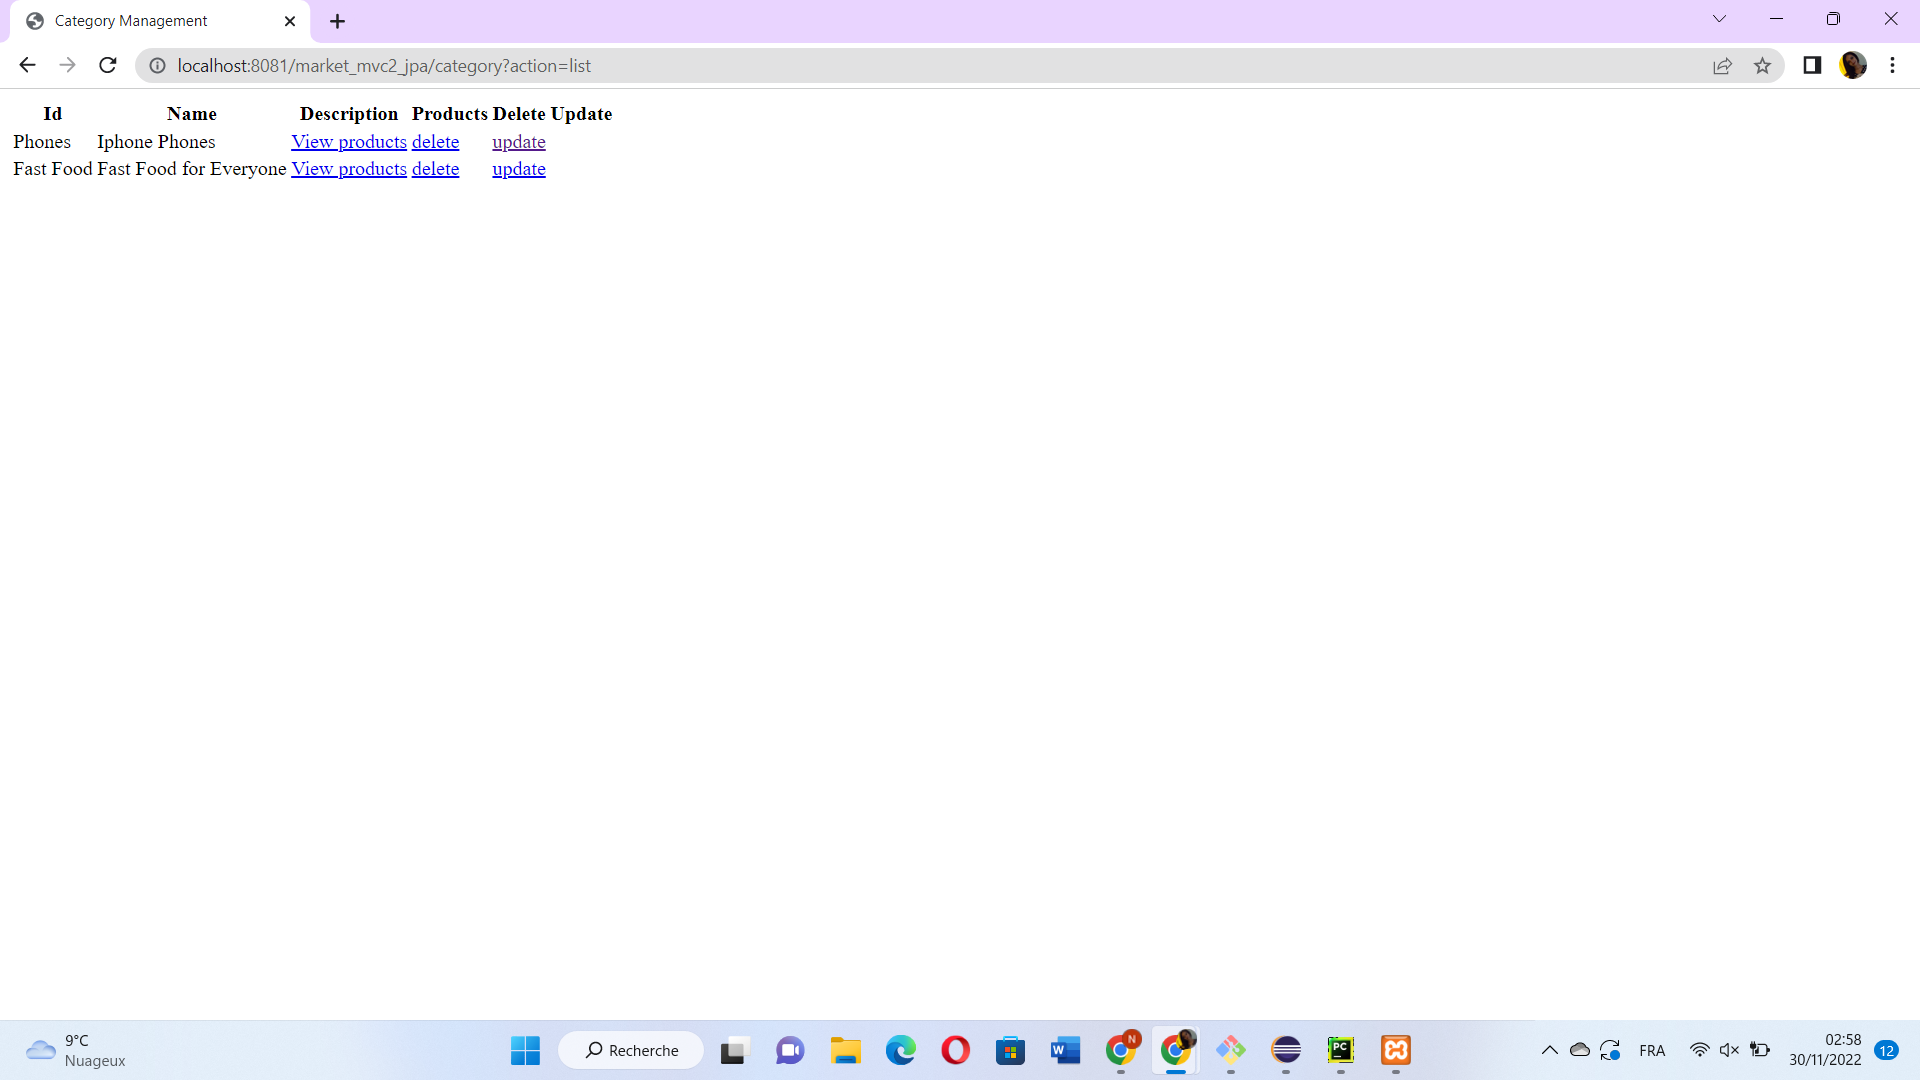 Category Management
localhost:8081/market_mvc2_jpa/category?action=list
Id Name Description Products Delete Update
Phones Iphone Phones View products delete update
Fast Food Fast Food for Everyone View products delete update
9°C
Nuageux
Recherche
W
N
PC
FRA
02:58
30/11/2022
12